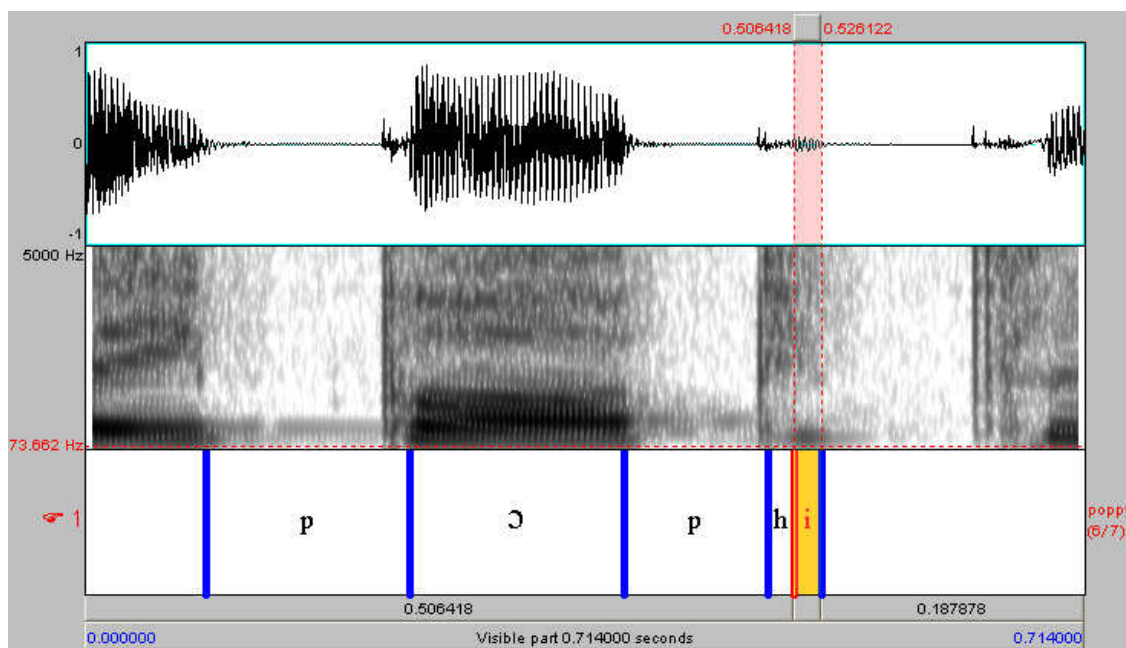 0.506418 0.526122
1
0
-1
5000 Hz
73.662 Hz
☞ 1 p ɔ p h i poppy
(6/7)
0.506418 0.187878
0.000000 Visible part 0.714000 seconds 0.714000